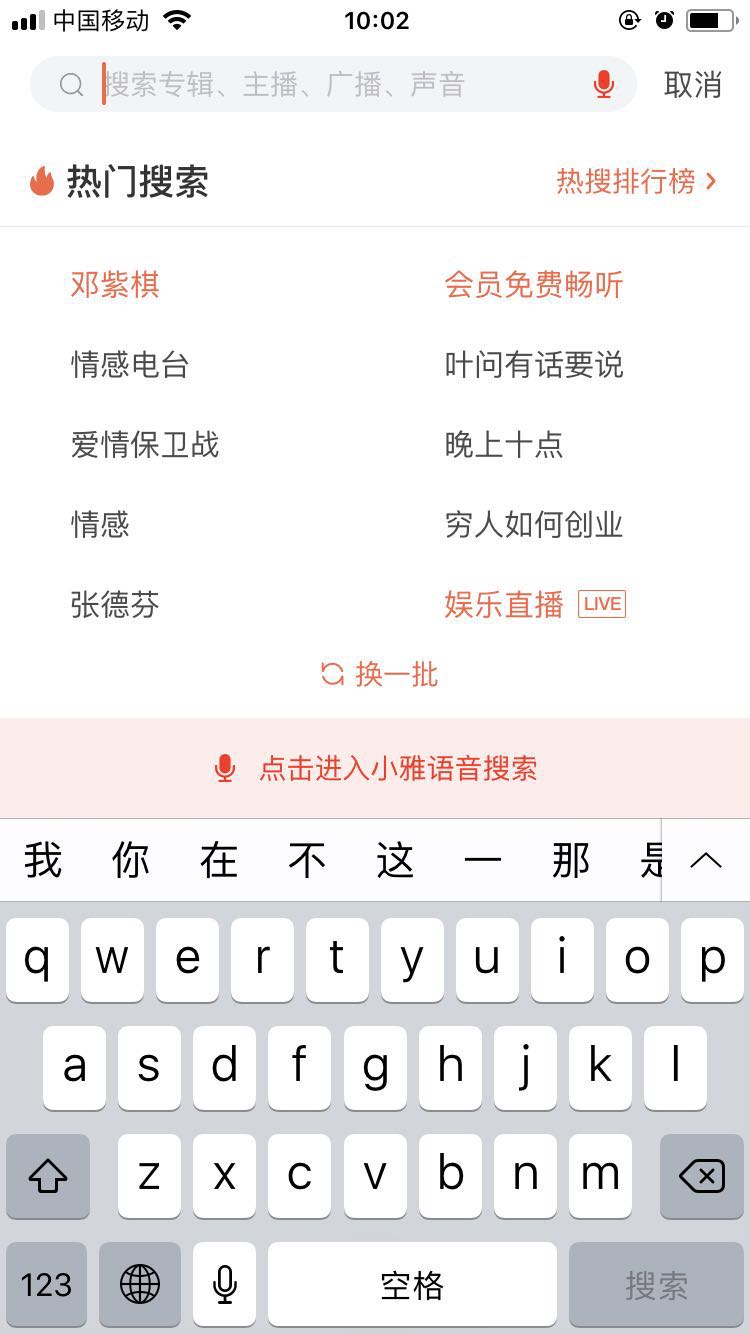 中国移动 10:02
搜索专辑、主播、广播、声音 取消
热门搜索 热搜排行榜
邓紫棋 会员免费畅听
情感电台 叶问有话要说
爱情保卫战 晚上十点
情感 穷人如何创业
张德芬 娱乐直播 LIVE
换一批
点击进入小雅语音搜索
我 你 在 不 这 一 那 是
q w e r t y u i o p
a s d f g h j k l
z x c v b n m
123 空格 搜索